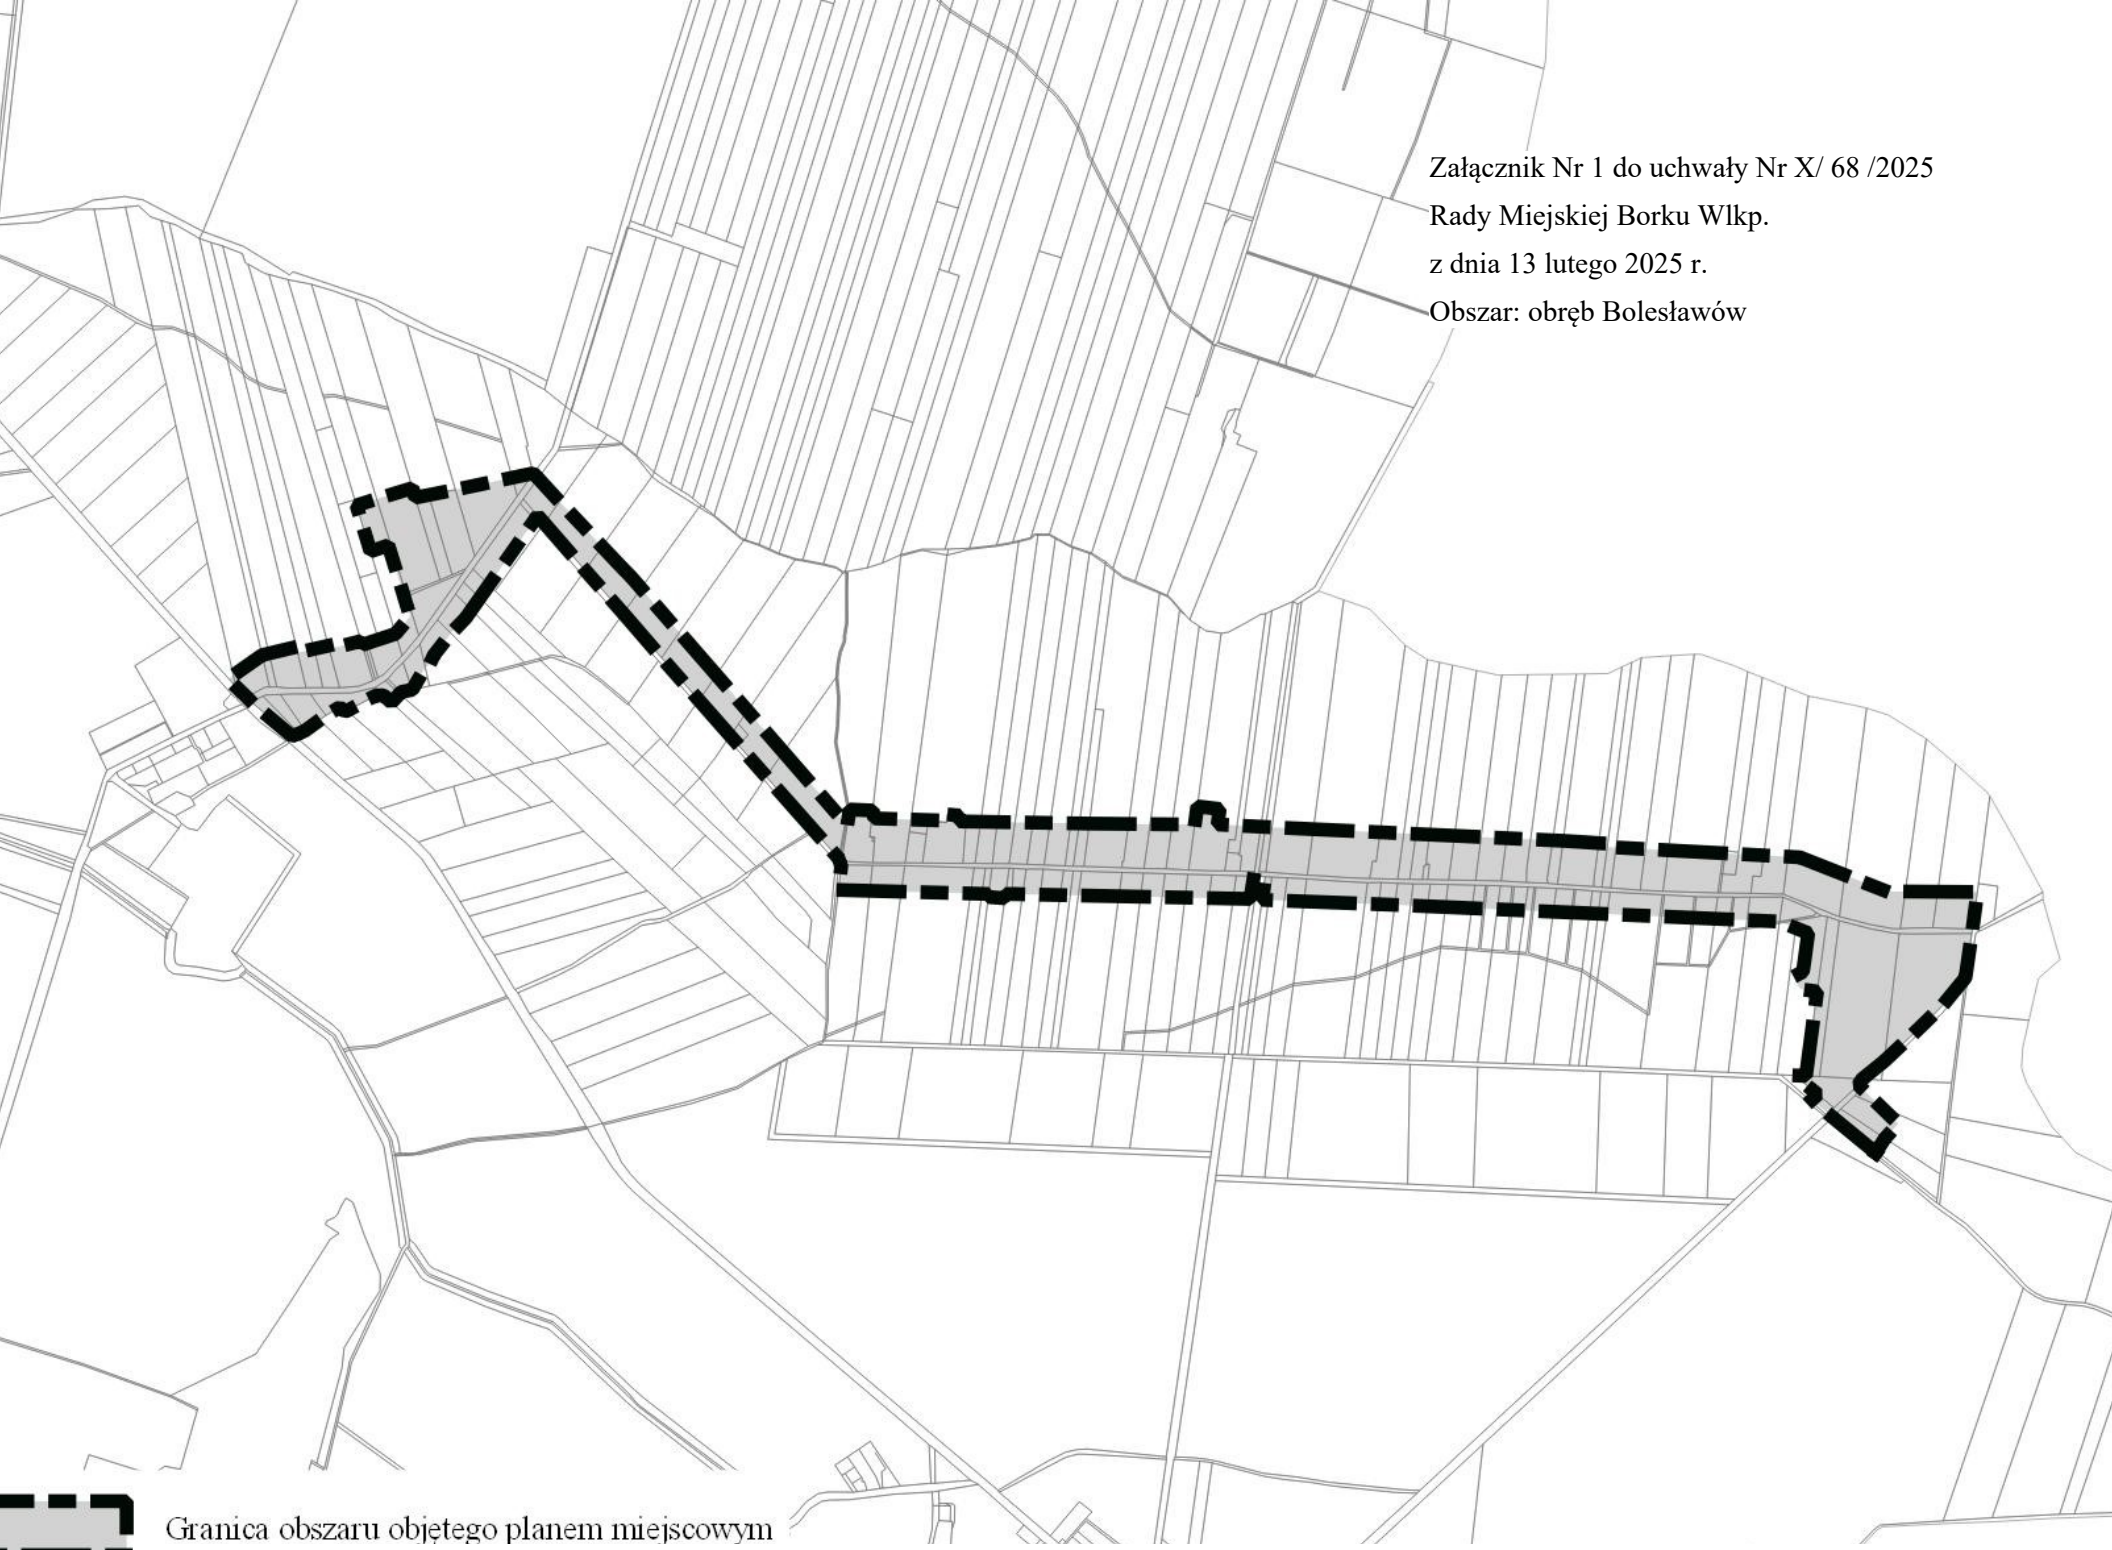 Załącznik Nr 1 do uchwały Nr X/ 68 /2025
Rady Miejskiej Borku Wlkp.
z dnia 13 lutego 2025 r.
Obszar: obręb Bolesławów
Granica obszaru objętego planem miejscowym